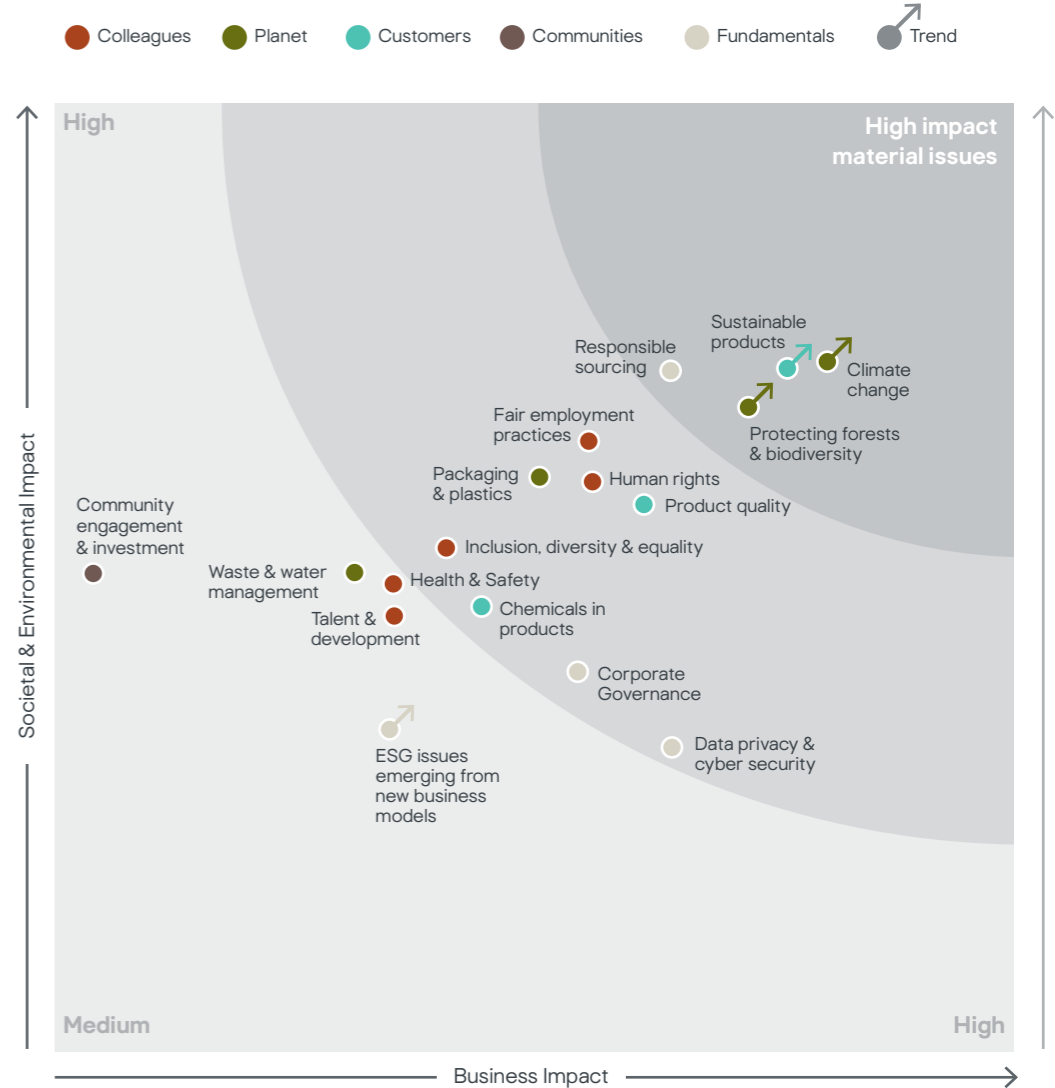 Colleagues
Planet
Customers
Communities
Fundamentals
Trend
High
High impact
material issues
Sustainable
products
Responsible
sourcing
Climate
change
Fair employment
practices
Protecting forests
& biodiversity
Packaging
& plastics
Human rights
Product quality
Community
engagement
& investment
Inclusion, diversity & equality
Waste & water
management
Health & Safety
Talent &
development
Chemicals in
products
Corporate
Governance
Data privacy &
cyber security
ESG issues
emerging from
new business
models
Societal & Environmental Impact
Medium
High
Business Impact